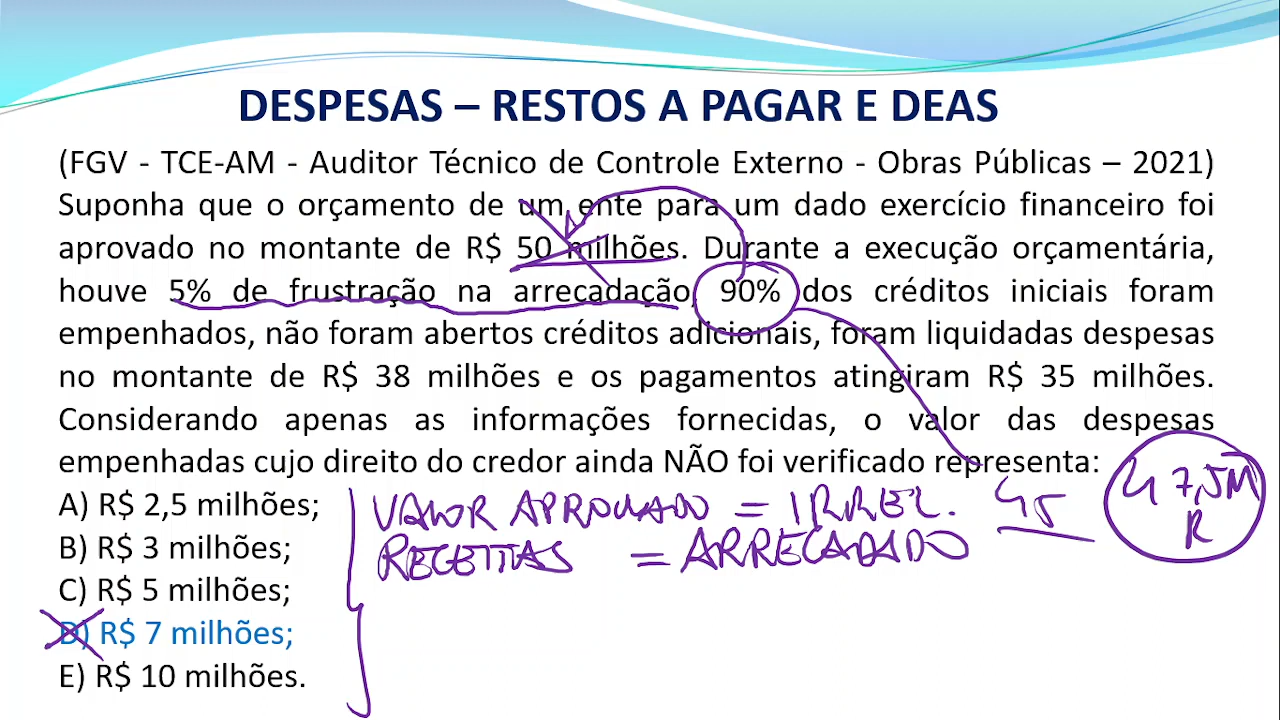 DESPESAS – RESTOS A PAGAR E DEAS
(FGV - TCE-AM - Auditor Técnico de Controle Externo - Obras Públicas – 2021)
Suponha que o orçamento de um ente para um dado exercício financeiro foi
aprovado no montante de R$ 50 milhões. Durante a execução orçamentária,
houve 5% de frustração na arrecadação, 90% dos créditos iniciais foram
empenhados, não foram abertos créditos adicionais, foram liquidadas despesas
no montante de R$ 38 milhões e os pagamentos atingiram R$ 35 milhões.
Considerando apenas as informações fornecidas, o valor das despesas
empenhadas cujo direito do credor ainda NÃO foi verificado representa:
A) R$ 2,5 milhões;
B) R$ 3 milhões;
C) R$ 5 milhões;
D) R$ 7 milhões;
E) R$ 10 milhões.
VALOR APROVADO = IRREL.
RECEITAS = ARRECADADO
45
47,5M
R